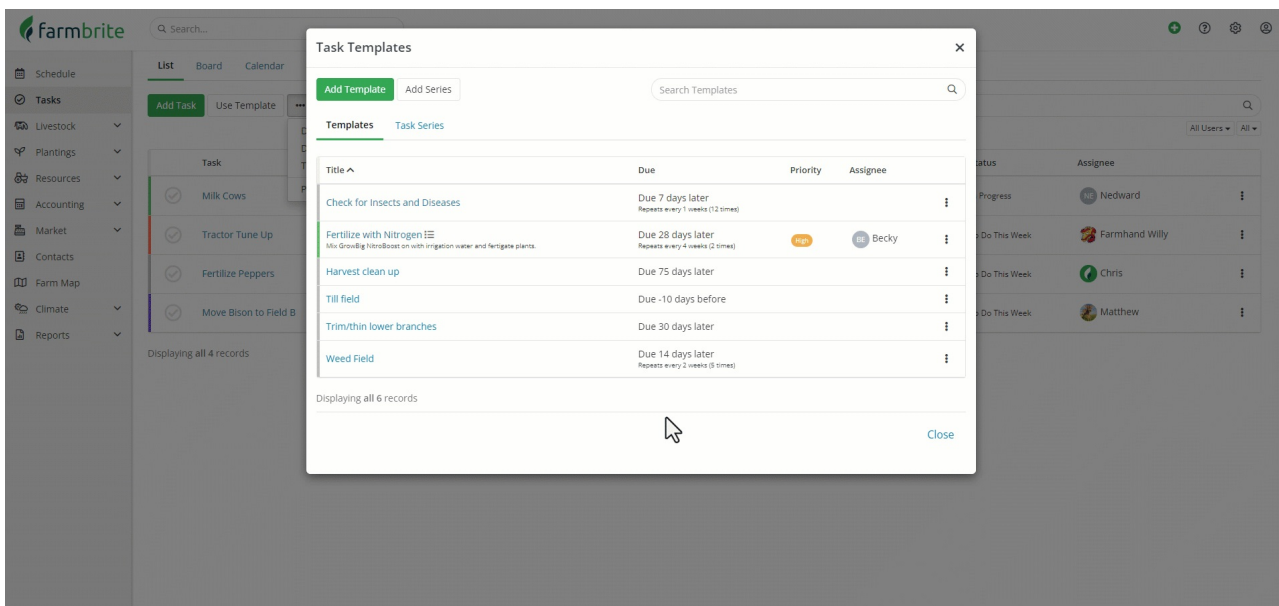 farmbrite
Search...
Schedule
Tasks
Livestock
Plantings
Resources
Accounting
Market
Contacts
Farm Map
Climate
Reports
List Board Calendar
Add Task Use Template
All Users All
Task Assignee
Milk Cows Progress NE Nedward
Tractor Tune Up Do This Week Farmhand Willy
Fertilize Peppers Do This Week Chris
Move Bison to Field B Do This Week Matthew
Displaying all 4 records
Task Templates
Add Template Add Series Search Templates
Templates Task Series
Title Due Priority Assignee
Check for Insects and Diseases Due 7 days later
Repeats every 1 weeks (12 times)
Fertilize with Nitrogen Due 28 days later High BE Becky
Mix GrowBig NitroBoost on with irrigation water and fertigate plants. Repeats every 4 weeks (2 times)
Harvest clean up Due 75 days later
Till field Due -10 days before
Trim/thin lower branches Due 30 days later
Weed Field Due 14 days later
Repeats every 2 weeks (5 times)
Displaying all 6 records
Close